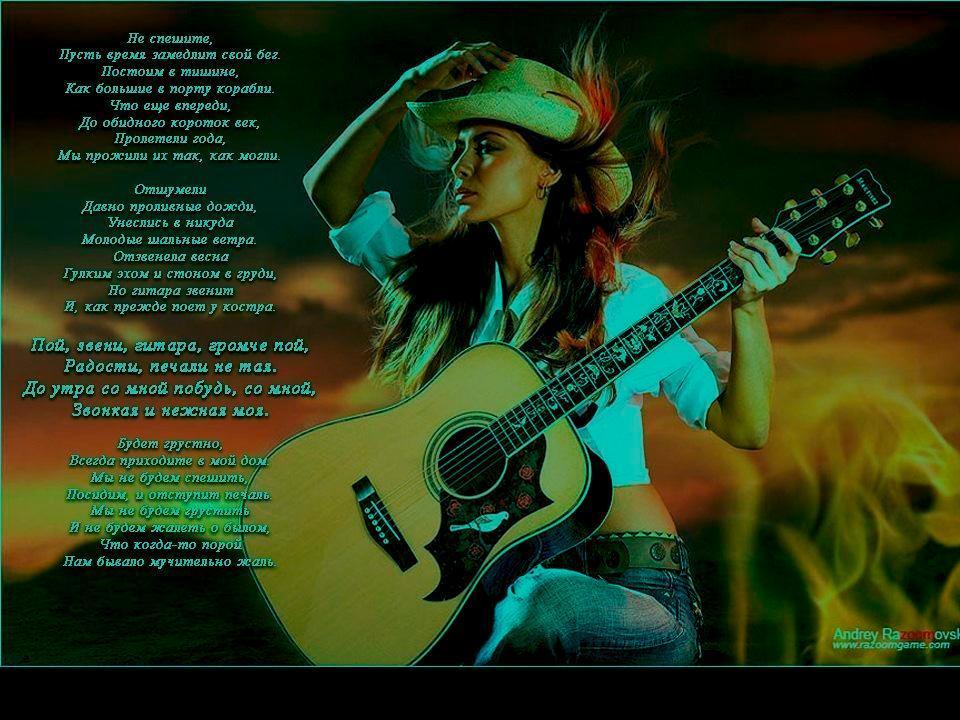 Не спешите,
Пусть время замедлит свой бег.
Постоим в тишине,
Как большие в порту корабли.
Что еще впереди,
До обидного короток век,
Пролетели года,
Мы прожили их так, как могли.
Отшумели
Давно проливные дожди,
Унеслись в никуда
Молодые шальные ветра.
Отзвенела весна
Гулким эхом и стоном в груди,
Но гитара звенит
И, как прежде поет у костра.
Пой, звени, гитара, громче пой,
Радости, печали не тая.
До утра со мной побудь, со мной,
Звонкая и нежная моя.
Будет грустно,
Всегда приходите в мой дом.
Мы не будем спешить,
Посидим, и отступит печаль.
Мы не будем грустить
И не будем жалеть о былом,
Что когда-то порой
Нам бывало мучительно жаль.
Andrey Razoomovsk
www.razoomgame.com